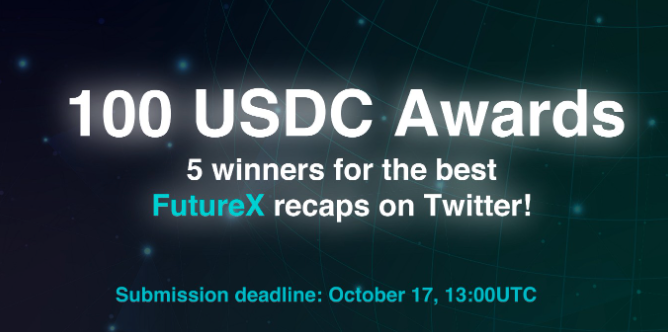 100 USDC Awards
5 winners for the best
FutureX recaps on Twitter!
Submission deadline: October 17, 13:00UTC